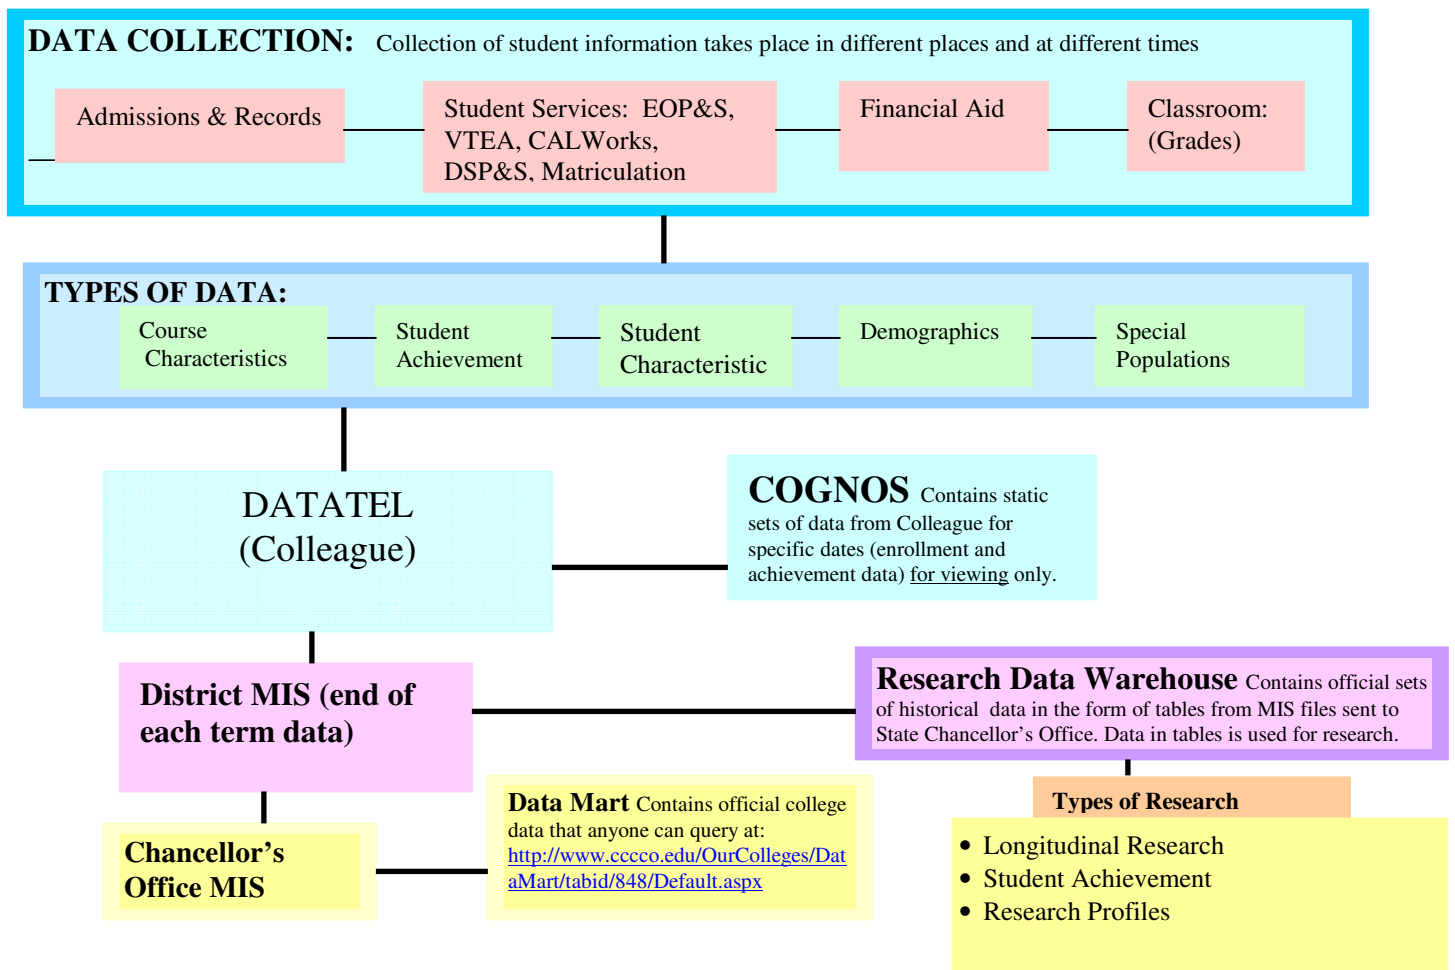 DATA COLLECTION: Collection of student information takes place in different places and at different times
Admissions & Records
Student Services: EOP&S,
VTEA, CALWorks,
DSP&S, Matriculation
Financial Aid
Classroom:
(Grades)
TYPES OF DATA:
Course
Characteristics
Student
Achievement
Student
Characteristic
Demographics
Special
Populations
DATATEL
(Colleague)
COGNOS Contains static
sets of data from Colleague for
specific dates (enrollment and
achievement data) for viewing only.
District MIS (end of
each term data)
Research Data Warehouse Contains official sets
of historical data in the form of tables from MIS files sent to
State Chancellor's Office. Data in tables is used for research.
Chancellor's
Office MIS
Data Mart Contains official college
data that anyone can query at:
http://www.cccco.edu/OurColleges/Dat
aMart/tabid/848/Default.aspx
Types of Research
• Longitudinal Research
• Student Achievement
• Research Profiles